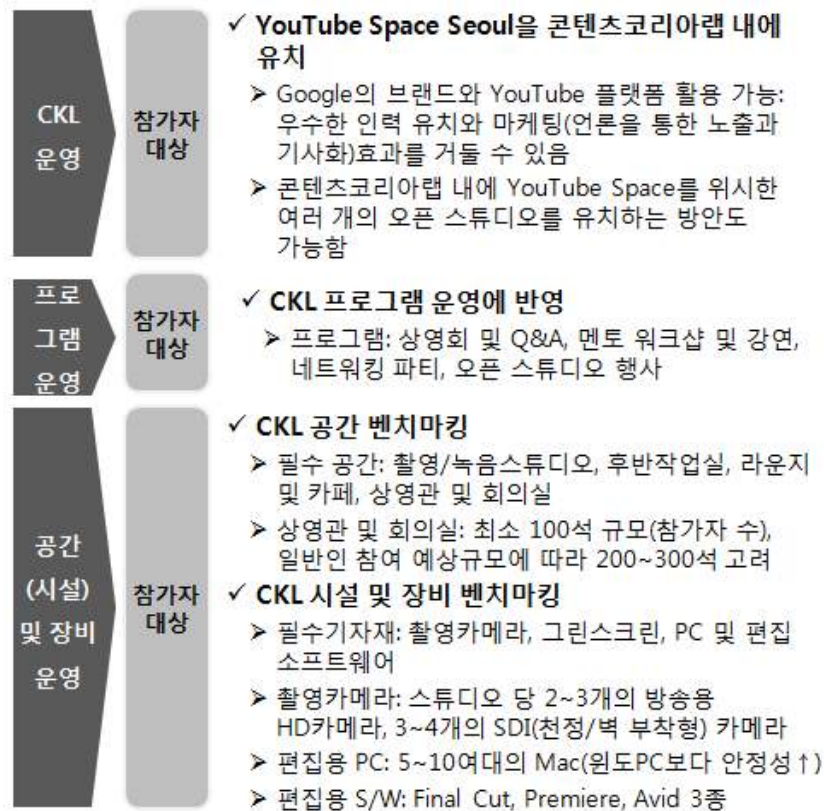 CKL
운영
참가자
대상
✓ YouTube Space Seoul을 콘텐츠코리아랩 내에
유치
➢ Google의 브랜드와 YouTube 플랫폼 활용 가능:
우수한 인력 유치와 마케팅(언론을 통한 노출과
기사화)효과를 거둘 수 있음
➢ 콘텐츠코리아랩 내에 YouTube Space를 위시한
여러 개의 오픈 스튜디오를 유치하는 방안도
가능함
프로
그램
운영
참가자
대상
✓ CKL 프로그램 운영에 반영
➢ 프로그램: 상영회 및 Q&A, 멘토 워크샵 및 강연,
네트워킹 파티, 오픈 스튜디오 행사
공간
(시설)
및 장비
운영
참가자
대상
✓ CKL 공간 벤치마킹
➢ 필수 공간: 촬영/녹음스튜디오, 후반작업실, 라운지
및 카페, 상영관 및 회의실
➢ 상영관 및 회의실: 최소 100석 규모(참가자 수),
일반인 참여 예상규모에 따라 200~300석 고려
✓ CKL 시설 및 장비 벤치마킹
➢ 필수기자재: 촬영카메라, 그린스크린, PC 및 편집
소프트웨어
➢ 촬영카메라: 스튜디오 당 2~3개의 방송용
HD카메라, 3~4개의 SDI(천정/벽 부착형) 카메라
➢ 편집용 PC: 5~10여대의 Mac(윈도PC보다 안정성↑)
➢ 편집용 S/W: Final Cut, Premiere, Avid 3종